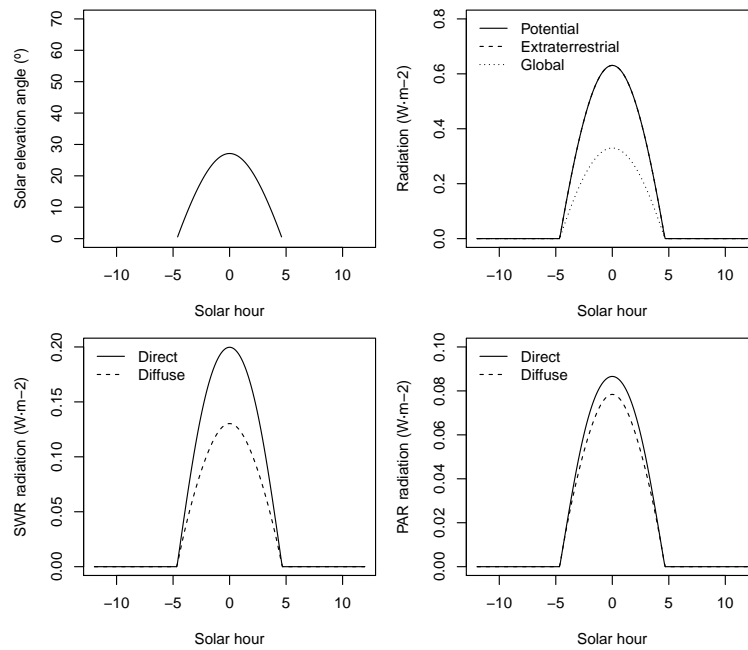 Solar elevation angle (º)
70
60
50
40
30
20
10
0
−10 −5 0 5 10
Solar hour
Radiation (W·m−2)
0.8
0.6
0.4
0.2
0.0
Potential
Extraterrestrial
Global
−10 −5 0 5 10
Solar hour
SWR radiation (W·m−2)
0.20
0.15
0.10
0.05
0.00
Direct
Diffuse
−10 −5 0 5 10
Solar hour
PAR radiation (W·m−2)
0.10
0.08
0.06
0.04
0.02
0.00
Direct
Diffuse
−10 −5 0 5 10
Solar hour